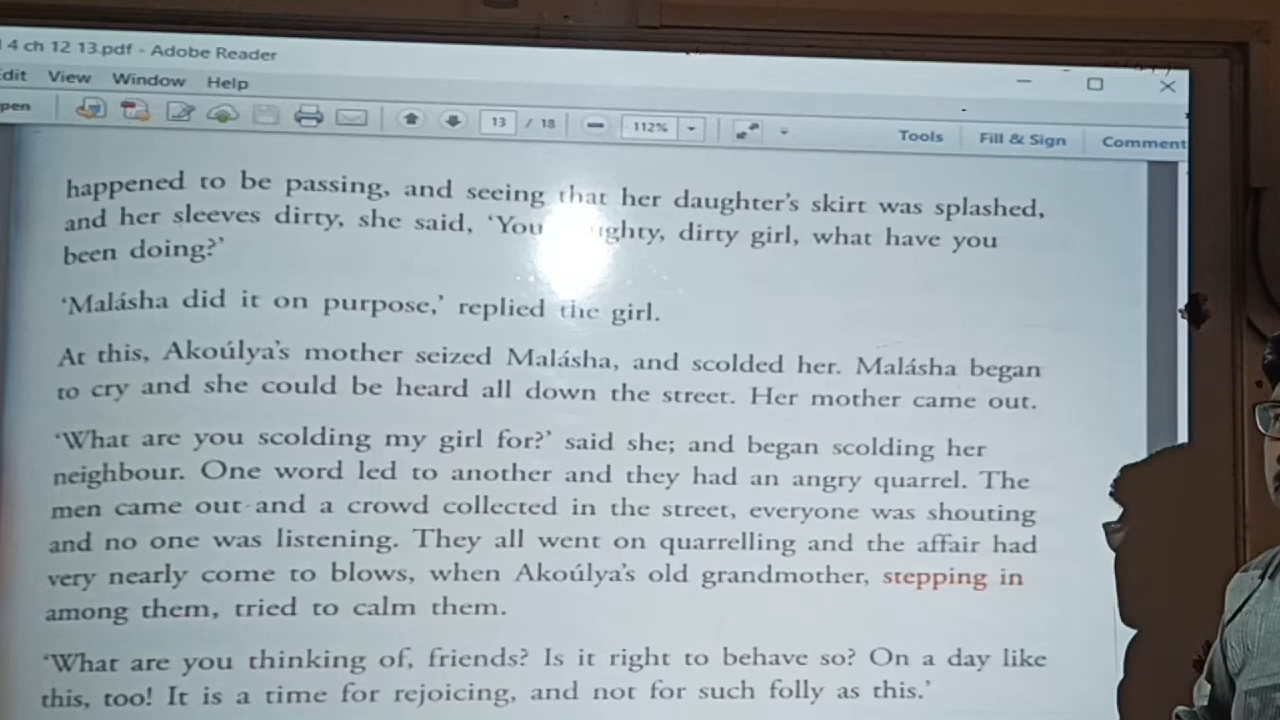 4 ch 12 13.pdf - Adobe Reader
Edit View Window Help
pen 13 / 18 112% Tools Fill & Sign Comment
happened to be passing, and seeing that her daughter's skirt was splashed,
and her sleeves dirty, she said, 'You ughty, dirty girl, what have you
been doing?'
'Malásha did it on purpose,' replied the girl.
At this, Akoúlya's mother seized Malásha, and scolded her. Malásha began
to cry and she could be heard all down the street. Her mother came out.
'What are you scolding my girl for?' said she; and began scolding her
neighbour. One word led to another and they had an angry quarrel. The
men came out and a crowd collected in the street, everyone was shouting
and no one was listening. They all went on quarrelling and the affair had
very nearly come to blows, when Akoúlya's old grandmother, stepping in
among them, tried to calm them.
'What are you thinking of, friends? Is it right to behave so? On a day like
this, too! It is a time for rejoicing, and not for such folly as this.'